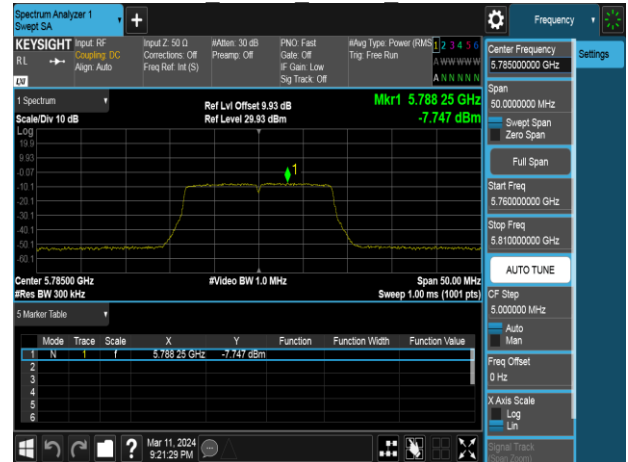 Spectrum Analyzer 1
Swept SA
Frequency
Settings
KEYSIGHT
RL
LXI
Input: RF
Coupling: DC
Align: Auto
Input Z: 50 Ω
Corrections: Off
Freq Ref: Int (S)
#Atten: 30 dB
Preamp: Off
PNO: Fast
Gate: Off
IF Gain: Low
Sig Track: Off
#Avg Type: Power (RMS
Trig: Free Run
1 2 3 4 5 6
A W W W W W
A N N N N N
1 Spectrum
Scale/Div 10 dB
Ref Lvl Offset 9.93 dB
Ref Level 29.93 dBm
Mkr1 5.788 25 GHz
-7.747 dBm
Log
19.9
9.93
-0.07
-10.1
-20.1
-30.1
-40.1
-50.1
-60.1
1
Center 5.78500 GHz
#Video BW 1.0 MHz
Span 50.00 MHz
#Res BW 300 kHz
Sweep 1.00 ms (1001 pts)
5 Marker Table
Mode Trace Scale X Y Function Function Width Function Value
1 N 1 f 5.788 25 GHz -7.747 dBm
2
3
4
5
6
Mar 11, 2024
9:21:29 PM
Center Frequency
5.785000000 GHz
Span
50.0000000 MHz
Swept Span
Zero Span
Full Span
Start Freq
5.760000000 GHz
Stop Freq
5.810000000 GHz
AUTO TUNE
CF Step
5.000000 MHz
Auto
Man
Freq Offset
0 Hz
X Axis Scale
Log
Lin
Signal Track
(Span Zoom)